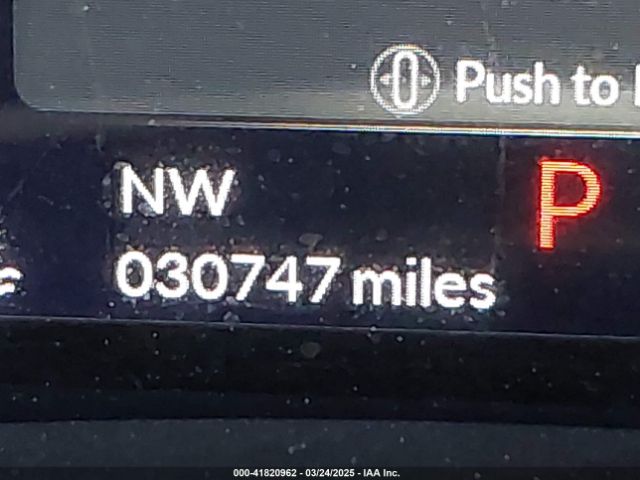 Push to
NW
P
030747 miles
000-41820962 - 03/24/2025 - IAA Inc.